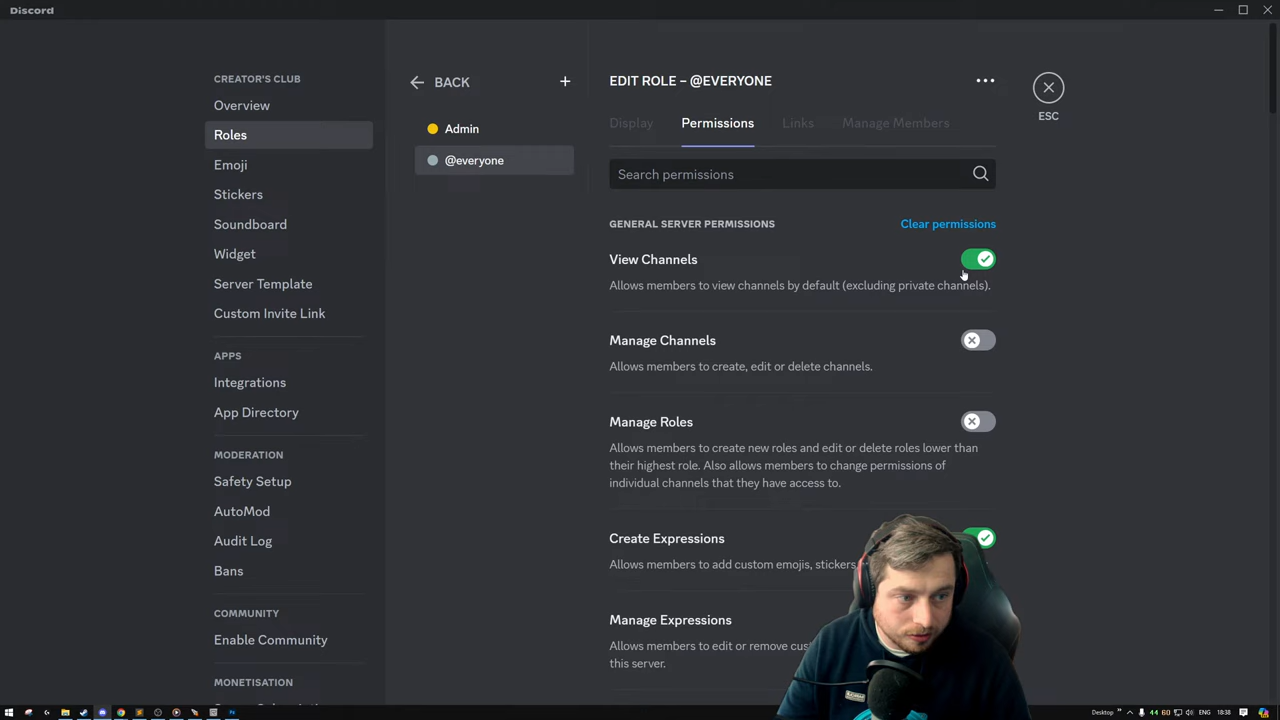 Discord
CREATOR'S CLUB
Overview
Roles
Emoji
Stickers
Soundboard
Widget
Server Template
Custom Invite Link
APPS
Integrations
App Directory
MODERATION
Safety Setup
AutoMod
Audit Log
Bans
COMMUNITY
Enable Community
MONETISATION
BACK
Admin
@everyone
EDIT ROLE – @EVERYONE
ESC
Display Permissions Links Manage Members
Search permissions
GENERAL SERVER PERMISSIONS Clear permissions
View Channels
Allows members to view channels by default (excluding private channels).
Manage Channels
Allows members to create, edit or delete channels.
Manage Roles
Allows members to create new roles and edit or delete roles lower than
their highest role. Also allows members to change permissions of
individual channels that they have access to.
Create Expressions
Allows members to add custom emojis, stickers
Manage Expressions
Allows members to edit or remove
this server.
Desktop 44 60 ENG 18:38